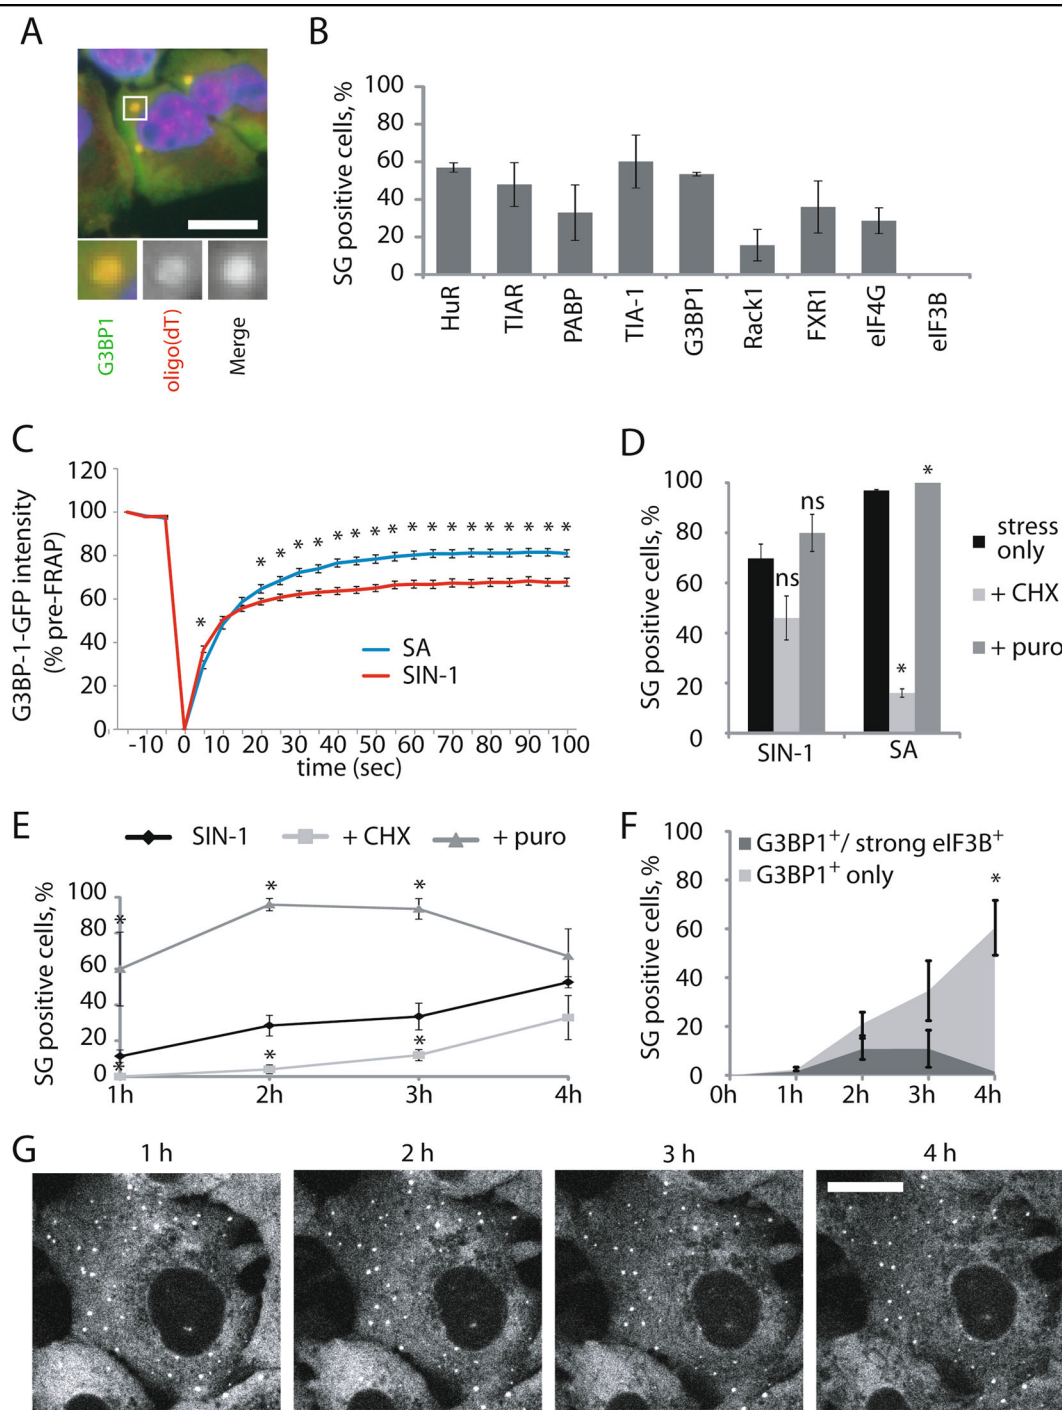 A
G3BP1
oligo(dT)
Merge
B
SG positive cells, %
100
80
60
40
20
0
HuR
TIAR
PABP
TIA-1
G3BP1
Rack1
FXR1
eIF4G
eIF3B
C
G3BP-1-GFP intensity
(% pre-FRAP)
120
100
80
60
40
20
0
* * * * * * * * * * * * * * * * * *
SA
SIN-1
-10 0 10 20 30 40 50 60 70 80 90 100
time (sec)
D
SG positive cells, %
100
80
60
40
20
0
ns
ns
*
*
SIN-1
SA
stress
only
+ CHX
+ puro
E
SIN-1
+ CHX
+ puro
SG positive cells, %
100
80
60
40
20
0
* * *
* * *
1h 2h 3h 4h
F
SG positive cells, %
100
80
60
40
20
0
G3BP1+/ strong eIF3B+
G3BP1+ only
*
0h 1h 2h 3h 4h
G
1 h
2 h
3 h
4 h